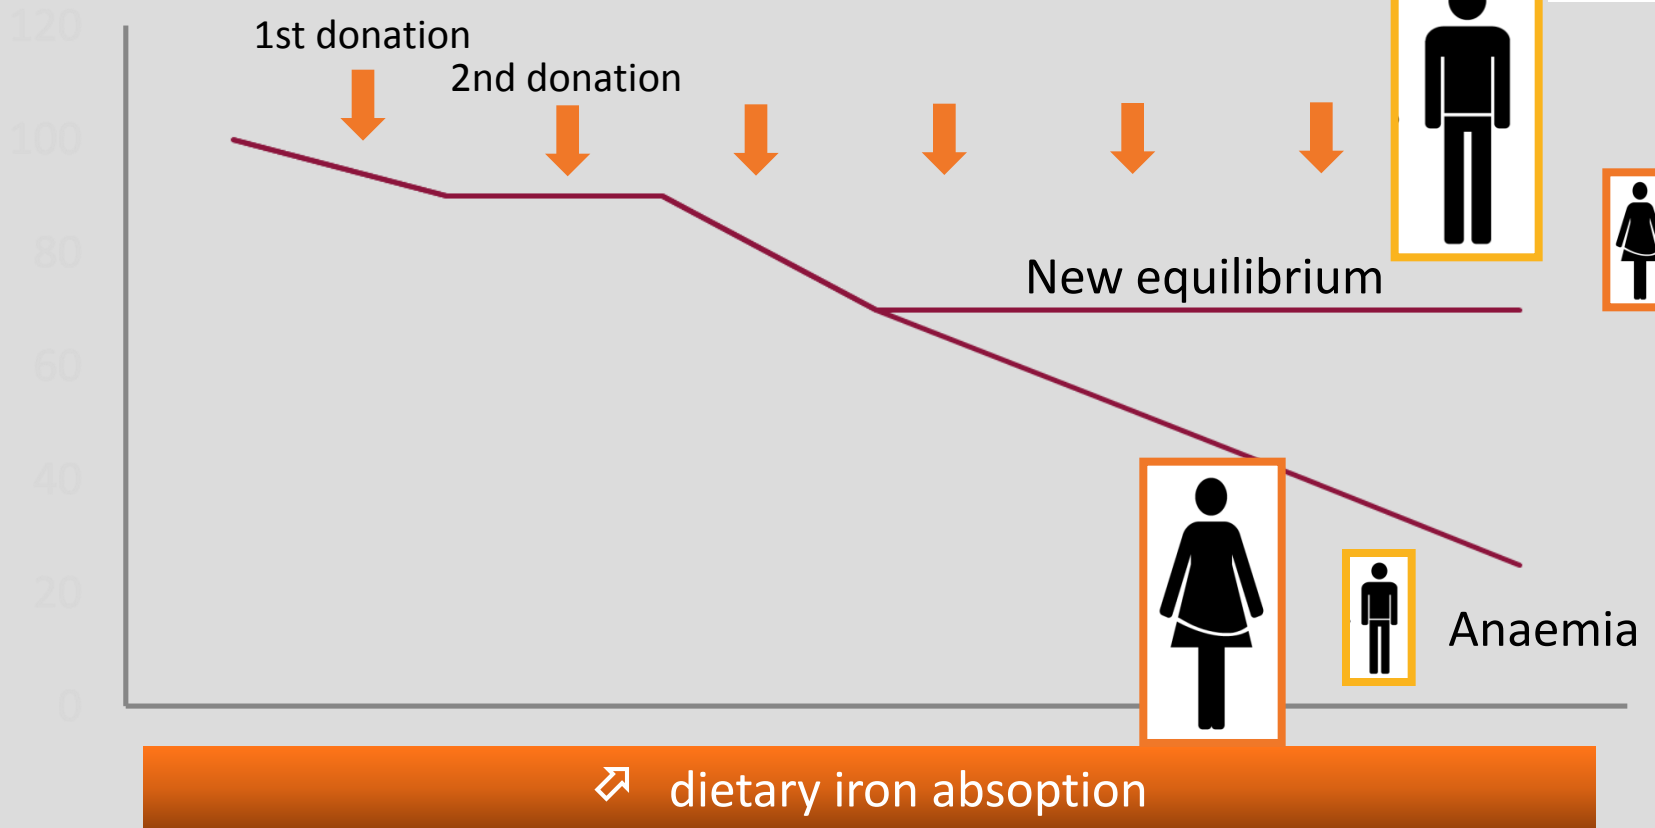 120
1st donation
2nd donation
100
80
New equilibrium
60
40
20
Anaemia
0
dietary iron absoption